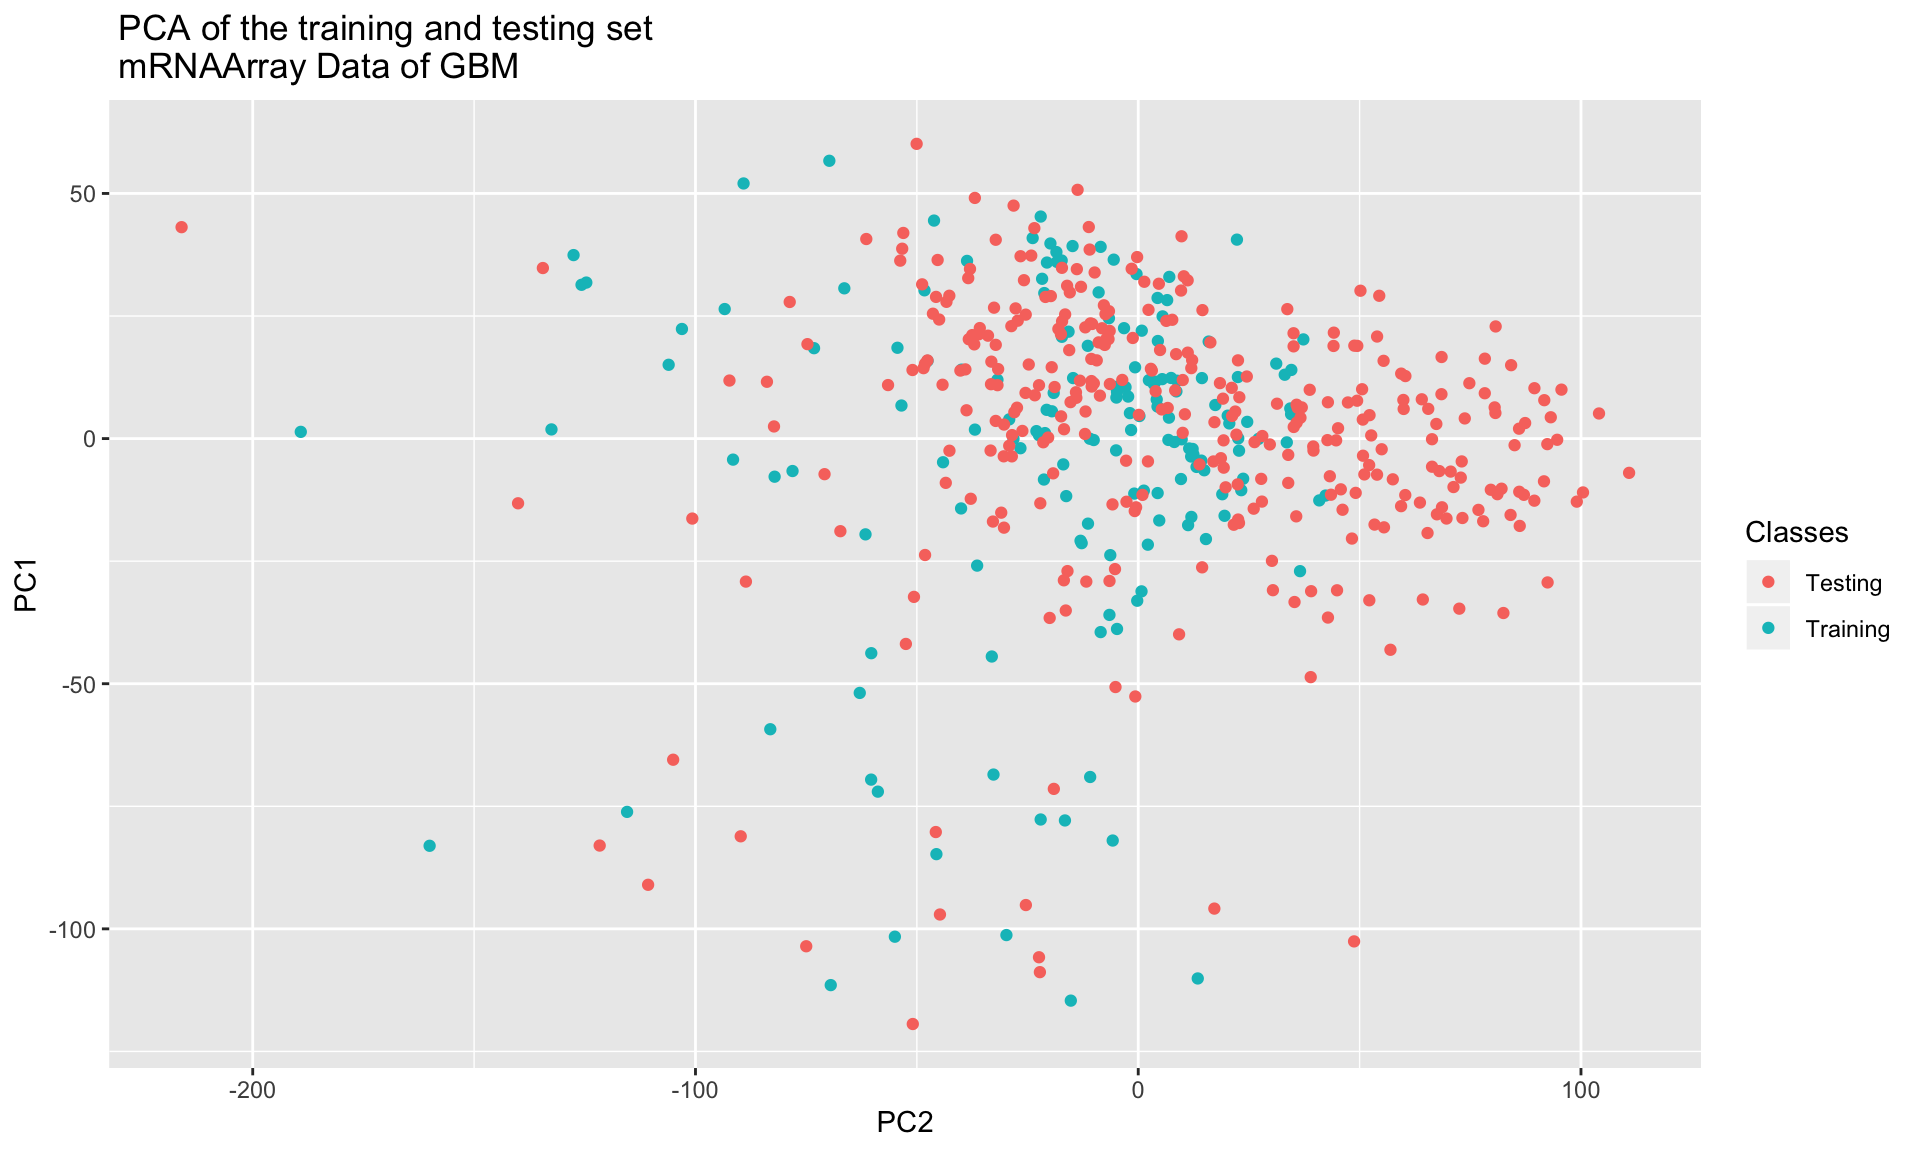 PCA of the training and testing set
mRNAArray Data of GBM
50
0
-50
-100
PC1
-200
-100
0
100
PC2
Classes
Testing
Training